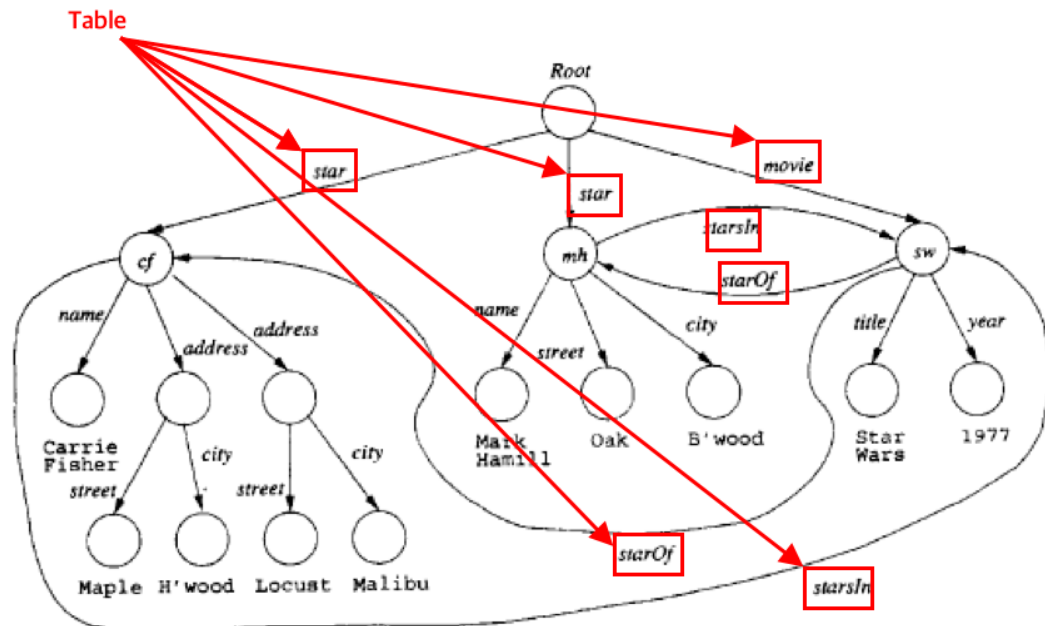 Table
Root
star
star
movie
starsIn
cf
mh
sw
starOf
name
address
address
name
street
city
title
year
Carrie
Fisher
Mark
Hamill
Oak
B'wood
Star
Wars
1977
street
city
street
city
Maple
H'wood
Locust
Malibu
starOf
starsIn